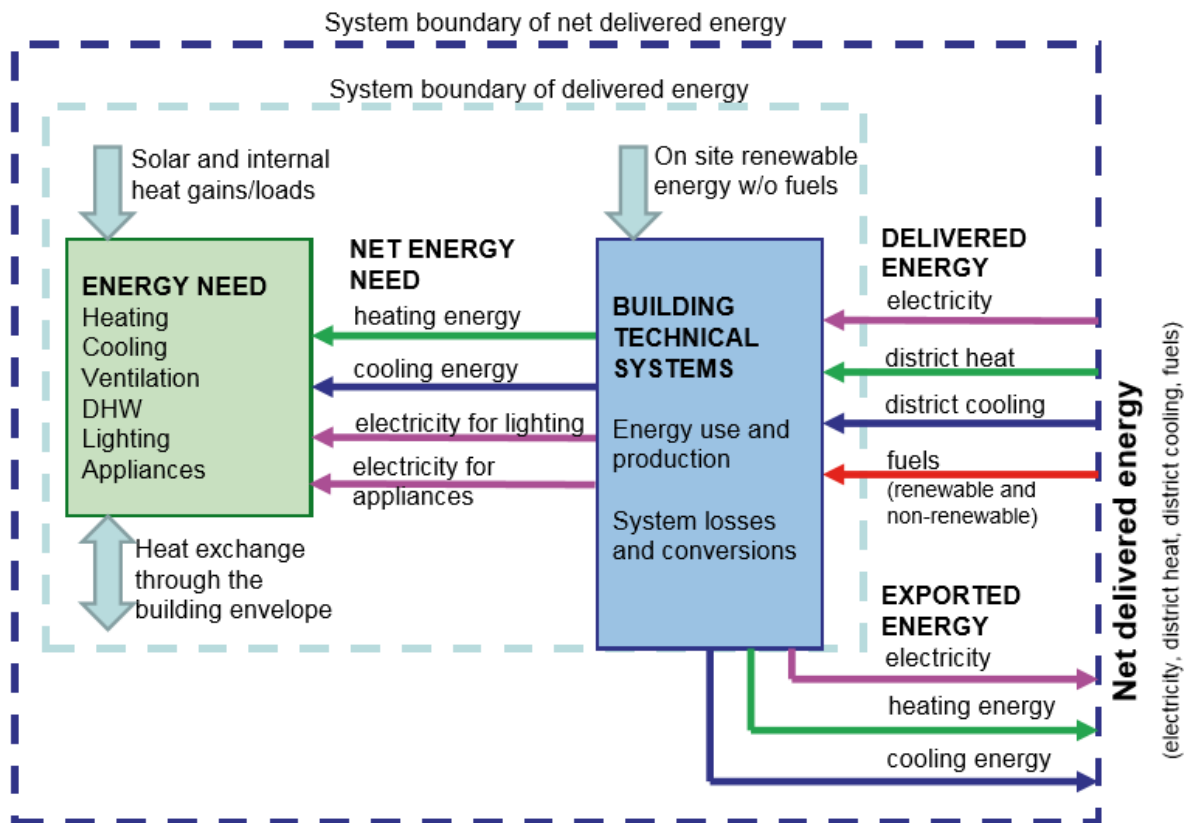 System boundary of net delivered energy
System boundary of delivered energy
Solar and internal
heat gains/loads
On site renewable
energy w/o fuels
ENERGY NEED
Heating
Cooling
Ventilation
DHW
Lighting
Appliances
NET ENERGY
NEED
heating energy
cooling energy
electricity for lighting
electricity for
appliances
BUILDING
TECHNICAL
SYSTEMS
Energy use and
production
System losses
and conversions
DELIVERED
ENERGY
electricity
district heat
district cooling
fuels
(renewable and
non-renewable)
Heat exchange
through the
building envelope
EXPORTED
ENERGY
electricity
heating energy
cooling energy
Net delivered energy
(electricity, district heat, district cooling, fuels)